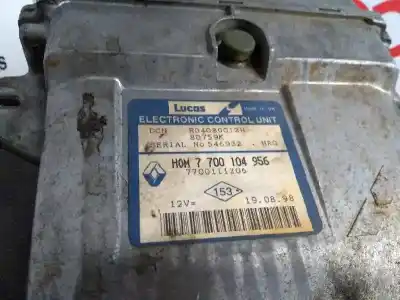 Lucas
ELECTRONIC CONTROL UNIT
DCN R04080012H
80759K
SERIAL No 546932
HOM 7 700 104 956
7700111206
153
12V= 19.08.98